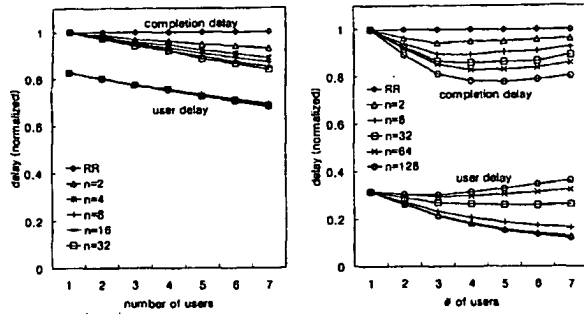 completion delay
user delay
delay (normalized)
1
0.8
0.6
0.4
0.2
0
RR
n=2
n=4
n=8
n=16
n=32
1 2 3 4 5 6 7
number of users
completion delay
user delay
delay (normalized)
1
0.8
0.6
0.4
0.2
0
RR
n=2
n=8
n=32
n=64
n=128
1 2 3 4 5 6 7
# of users